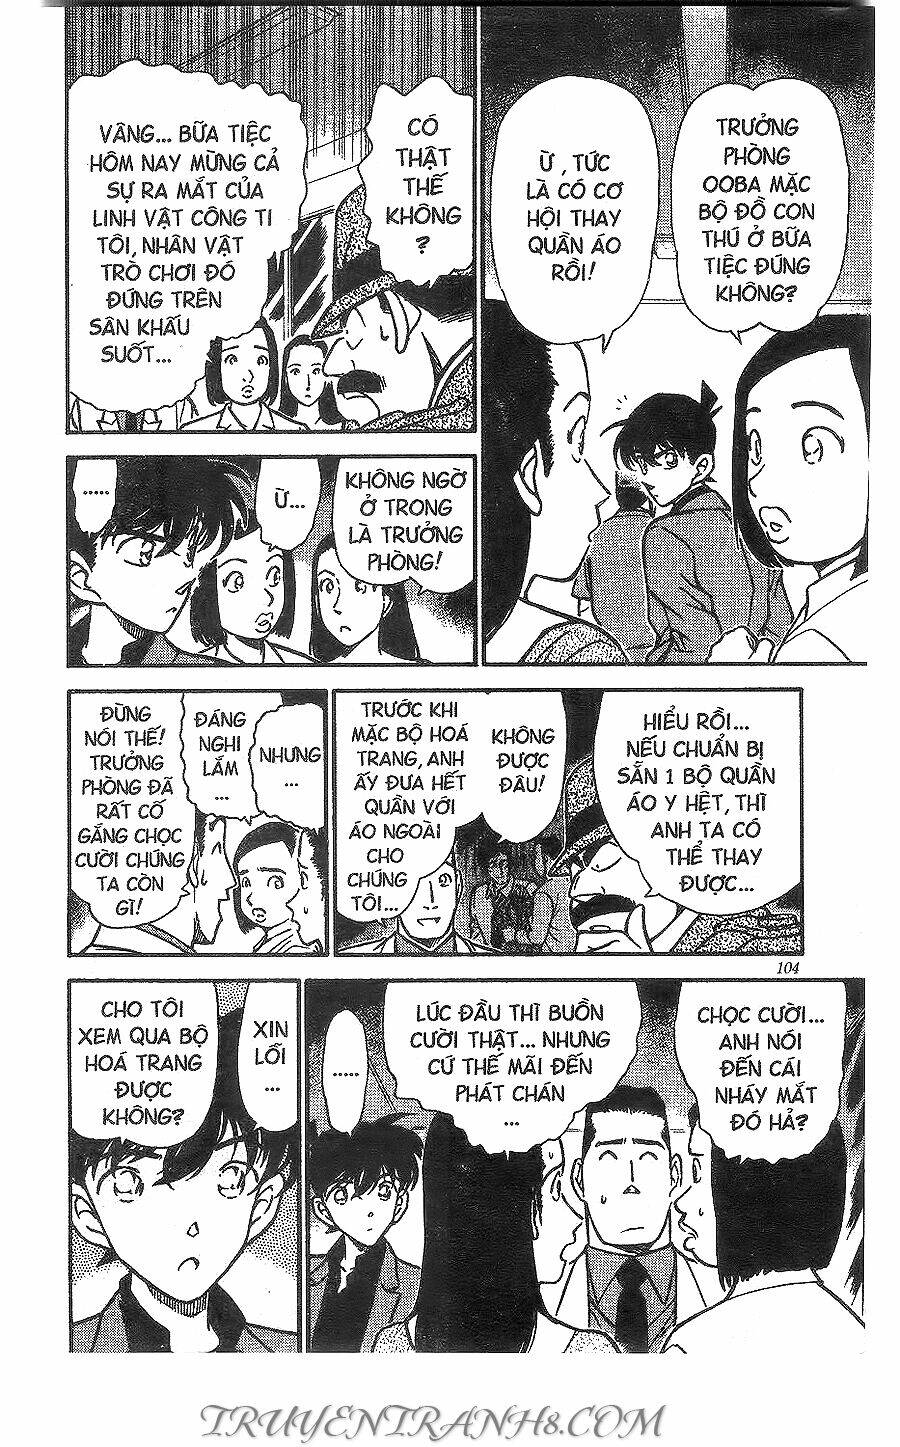 TRƯỞNG
PHÒNG
OOBA MẶC
BỘ ĐỒ CON
THÚ Ở BỮA
TIỆC ĐÚNG
KHÔNG?
Ừ, TỨC
LÀ CÓ CƠ
HỘI THAY
QUẦN ÁO
RỒI!
CÓ
THẬT
THẾ
KHÔNG
?
VÂNG... BỮA TIỆC
HÔM NAY MỪNG CẢ
SỰ RA MẮT CỦA
LINH VẬT CÔNG TI
TÔI, NHÂN VẬT
TRÒ CHƠI ĐÓ
ĐỨNG TRÊN
SÂN KHẤU
SUỐT...
KHÔNG NGỜ
Ở TRONG
LÀ TRƯỞNG
PHÒNG!
Ừ...
......
HIỂU RỒI...
NẾU CHUẨN BỊ
SẴN 1 BỘ QUẦN
ÁO Y HỆT, THÌ
ANH TA CÓ
THỂ THAY
ĐƯỢC...
KHÔNG
ĐƯỢC
ĐÂU!
TRƯỚC KHI
MẶC BỘ HOÁ
TRANG, ANH
ẤY ĐƯA HẾT
QUẦN VỚI
ÁO NGOÀI
CHO
CHÚNG
TÔI...
NHƯNG
...
ĐÁNG
NGHI
LẮM
...
ĐỪNG
NÓI THẾ!
TRƯỞNG
PHÒNG ĐÃ
RẤT CỐ
GẮNG CHỌC
CƯỜI CHÚNG
TA CÒN
GÌ!
104
CHỌC CƯỜI...
ANH NÓI
ĐẾN CÁI
NHÁY MẮT
ĐÓ HẢ?
LÚC ĐẦU THÌ BUỒN
CƯỜI THẬT... NHƯNG
CỨ THẾ MÃI ĐẾN
PHÁT CHÁN
...
......
XIN
LỖI
...
CHO TÔI
XEM QUA BỘ
HOÁ TRANG
ĐƯỢC
KHÔNG?
TRUYENTRANH8.COM